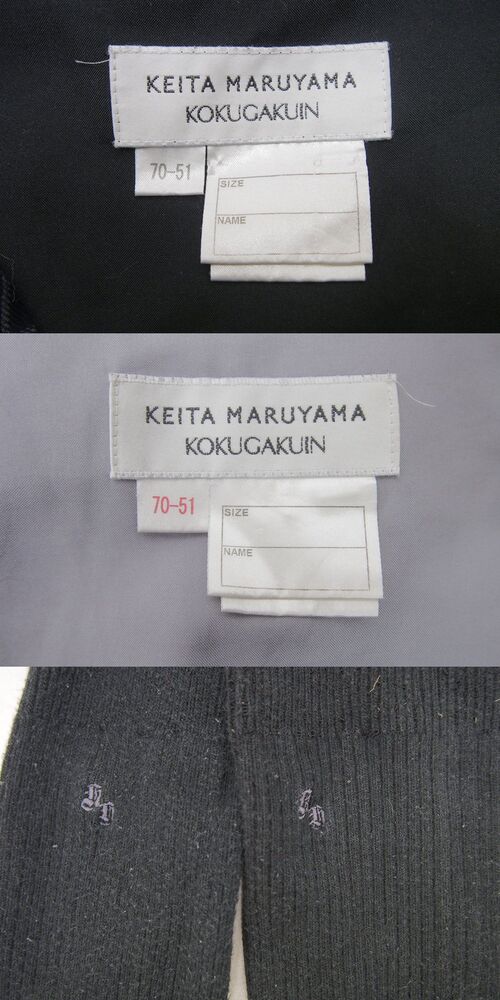 KEITA MARUYAMA
KOKUGAKUIN
70-51
SIZE
NAME
KEITA MARUYAMA
KOKUGAKUIN
70-51
SIZE
NAME